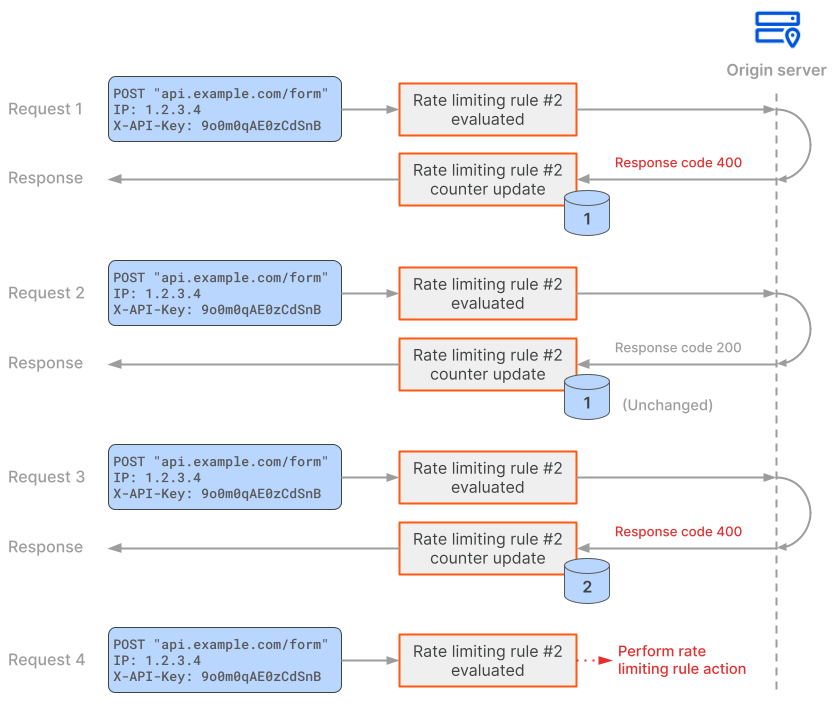 Origin server
Request 1
POST "api.example.com/form"
IP: 1.2.3.4
X-API-Key: 9o0m0qAE0zCdSnB
Rate limiting rule #2
evaluated
Response
Rate limiting rule #2
counter update
1
Response code 400
Request 2
POST "api.example.com/form"
IP: 1.2.3.4
X-API-Key: 9o0m0qAE0zCdSnB
Rate limiting rule #2
evaluated
Response
Rate limiting rule #2
counter update
1
Response code 200
(Unchanged)
Request 3
POST "api.example.com/form"
IP: 1.2.3.4
X-API-Key: 9o0m0qAE0zCdSnB
Rate limiting rule #2
evaluated
Response
Rate limiting rule #2
counter update
2
Response code 400
Request 4
POST "api.example.com/form"
IP: 1.2.3.4
X-API-Key: 9o0m0qAE0zCdSnB
Rate limiting rule #2
evaluated
Perform rate
limiting rule action